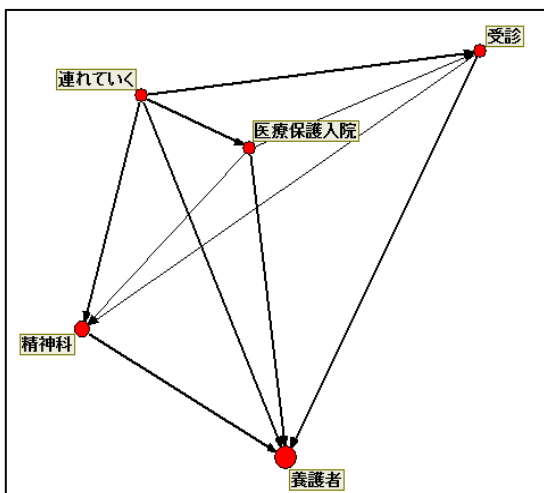 受診
連れていく
医療保護入院
精神科
養護者